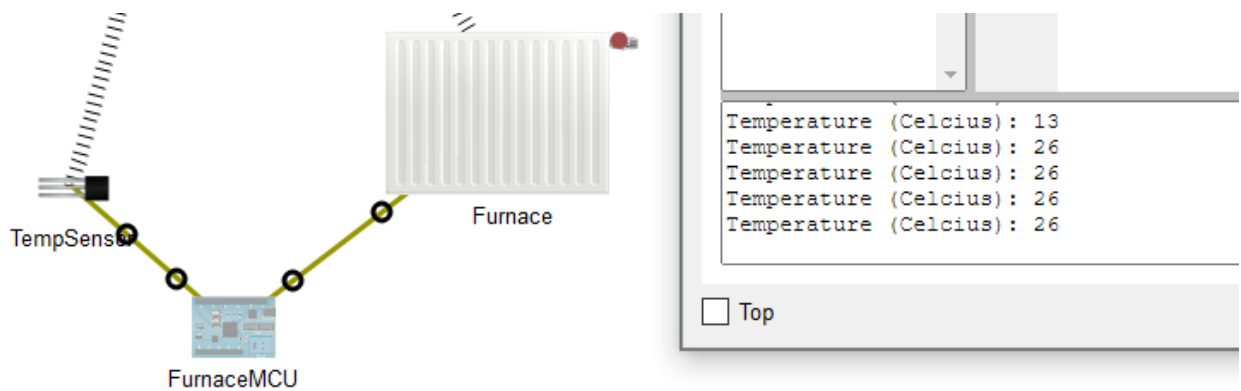 TempSensor
Furnace
FurnaceMCU
Temperature (Celcius): 13
Temperature (Celcius): 26
Temperature (Celcius): 26
Temperature (Celcius): 26
Temperature (Celcius): 26
Top